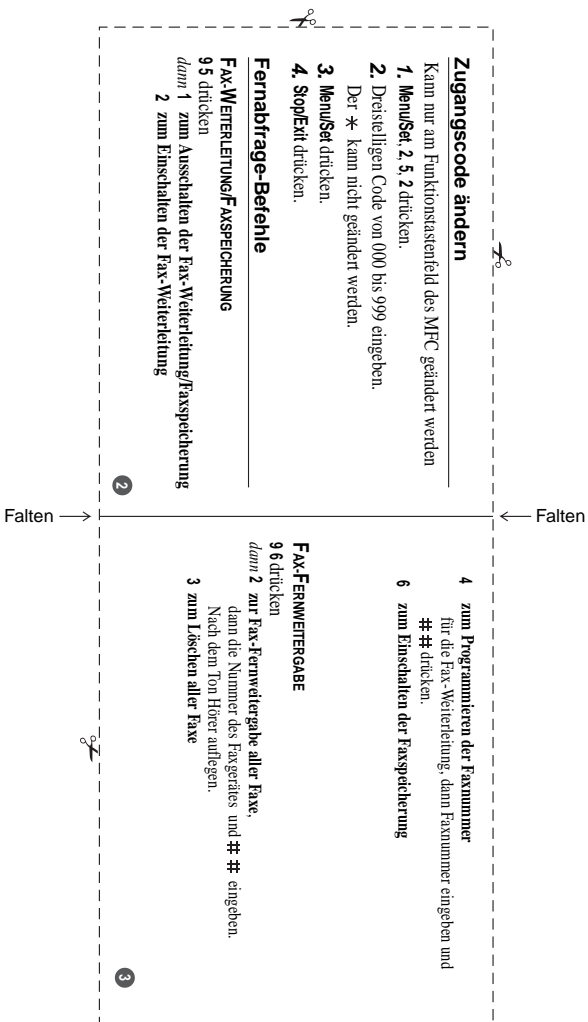 Zugangscode ändern
Kann nur am Funktionstastenfeld des MFC geändert werden
1. Menu/Set, 2, 5, 2 drücken.
2. Dreistelligen Code von 000 bis 999 eingeben.
Der * kann nicht geändert werden.
3. Menu/Set drücken.
4. Stop/Exit drücken.
Fernabfrage-Befehle
FAX-WEITERLEITUNG/FAXSPEICHERUNG
9 5 drücken
dann 1 zum Ausschalten der Fax-Weiterleitung/Faxspeicherung
2 zum Einschalten der Fax-Weiterleitung
2
Falten
Falten
4 zum Programmieren der Faxnummer
für die Fax-Weiterleitung, dann Faxnummer eingeben und
# # drücken.
6 zum Einschalten der Faxspeicherung
FAX-FERNWEITERGABE
9 6 drücken
dann 2 zur Fax-Fernweitergabe aller Faxe,
dann die Nummer des Faxgerätes und # # eingeben.
Nach dem Ton Hörer auflegen.
3 zum Löschen aller Faxe
3